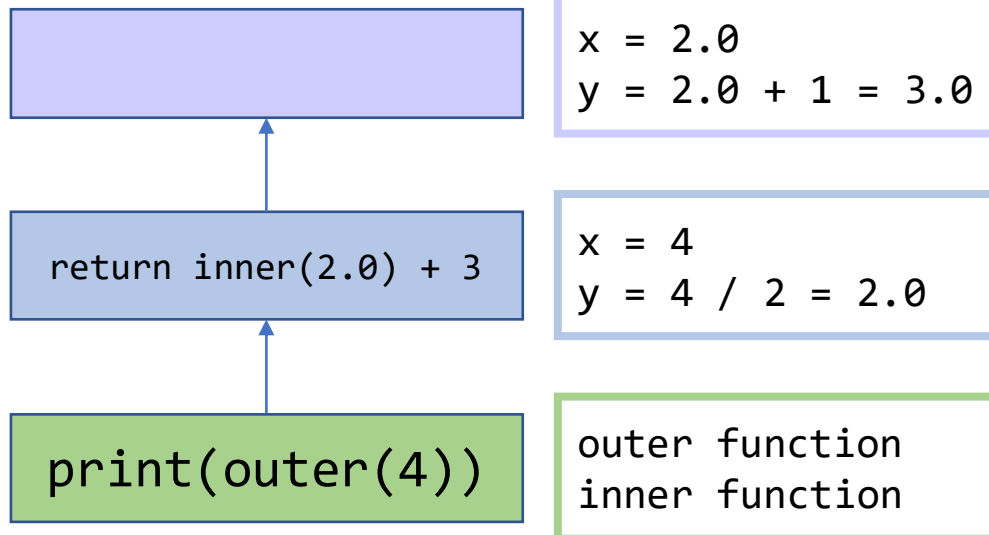 x = 2.0
y = 2.0 + 1 = 3.0
return inner(2.0) + 3
x = 4
y = 4 / 2 = 2.0
print(outer(4))
outer function
inner function